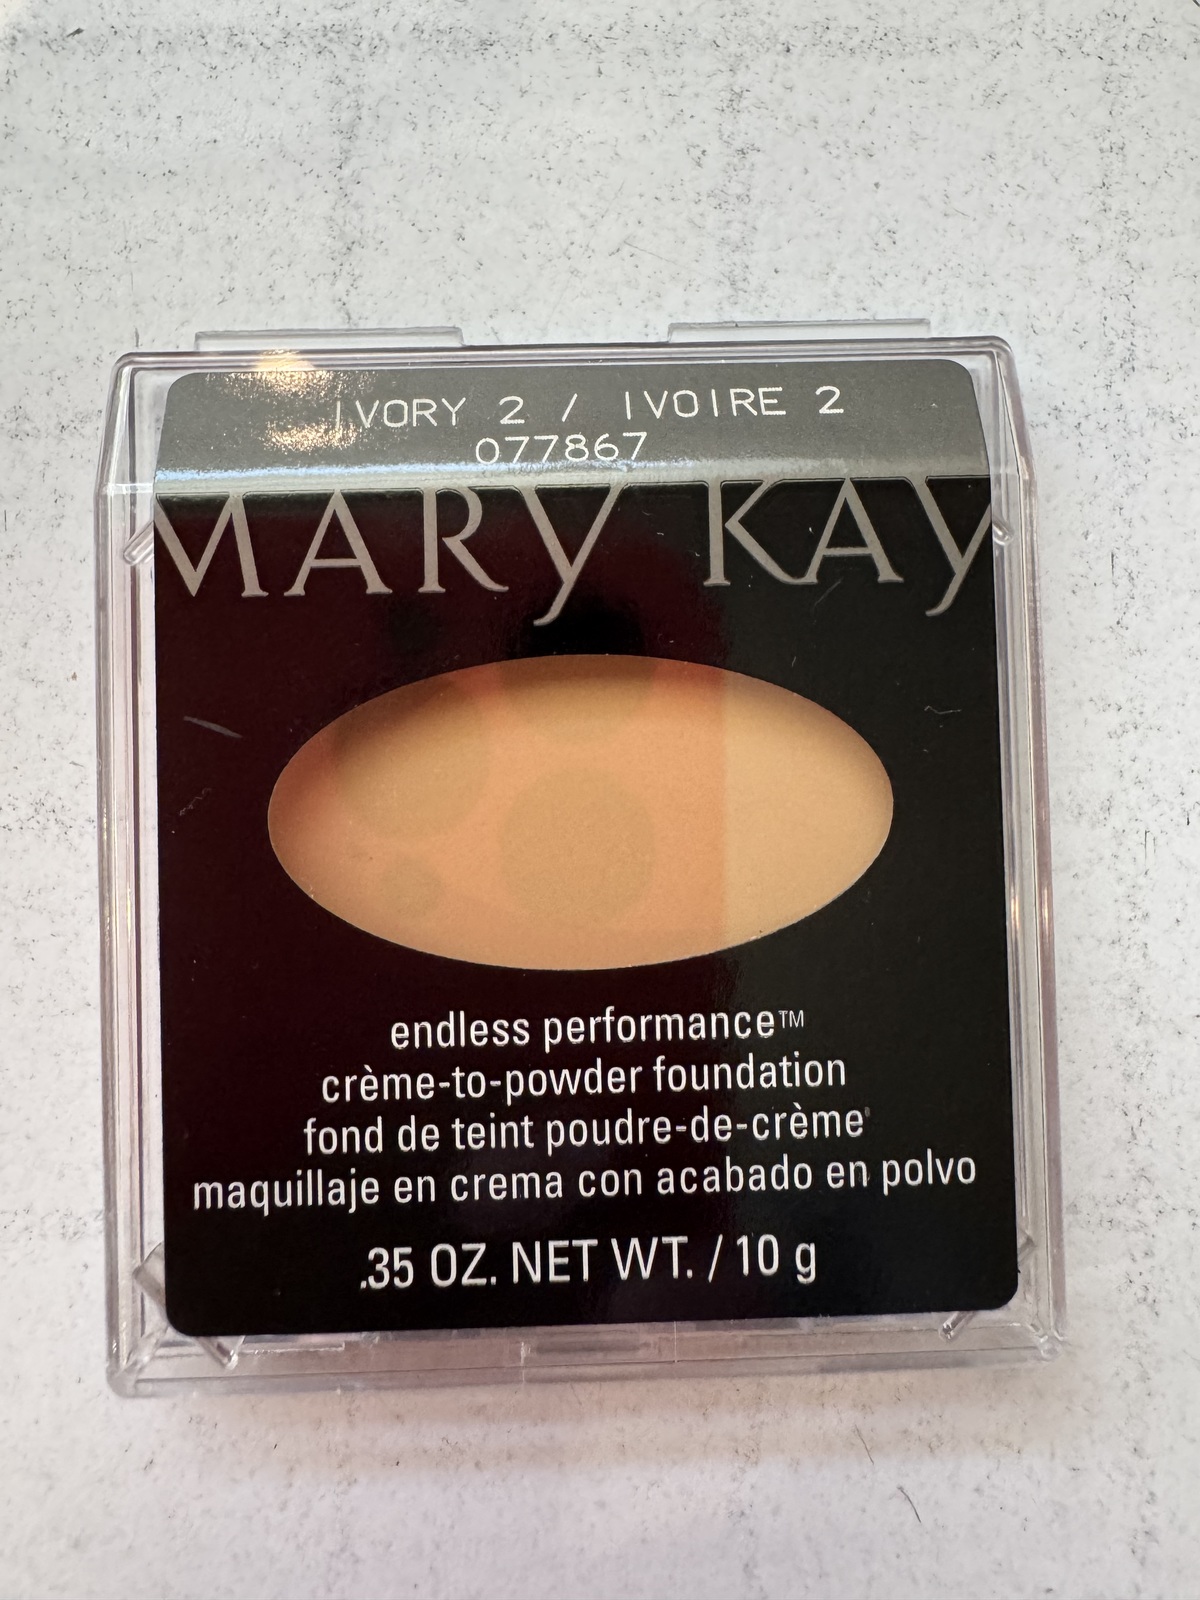 IVORY 2 / IVOIRE 2
077867
MARY KAY
endless performance™
crème-to-powder foundation
fond de teint poudre-de-crème
maquillaje en crema con acabado en polvo
.35 OZ. NET WT. / 10 g